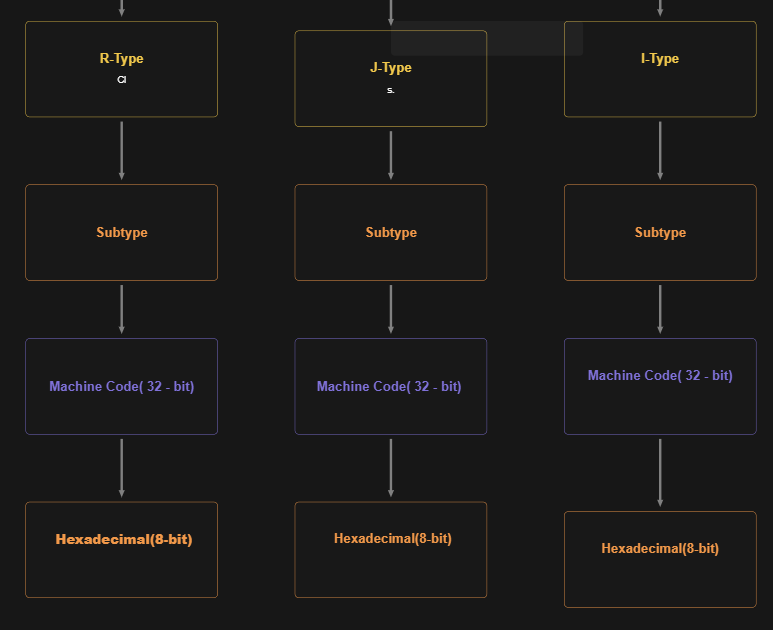 R-Type
J-Type
s.
I-Type
Subtype
Subtype
Subtype
Machine Code( 32 - bit)
Machine Code( 32 - bit)
Machine Code( 32 - bit)
Hexadecimal(8-bit)
Hexadecimal(8-bit)
Hexadecimal(8-bit)